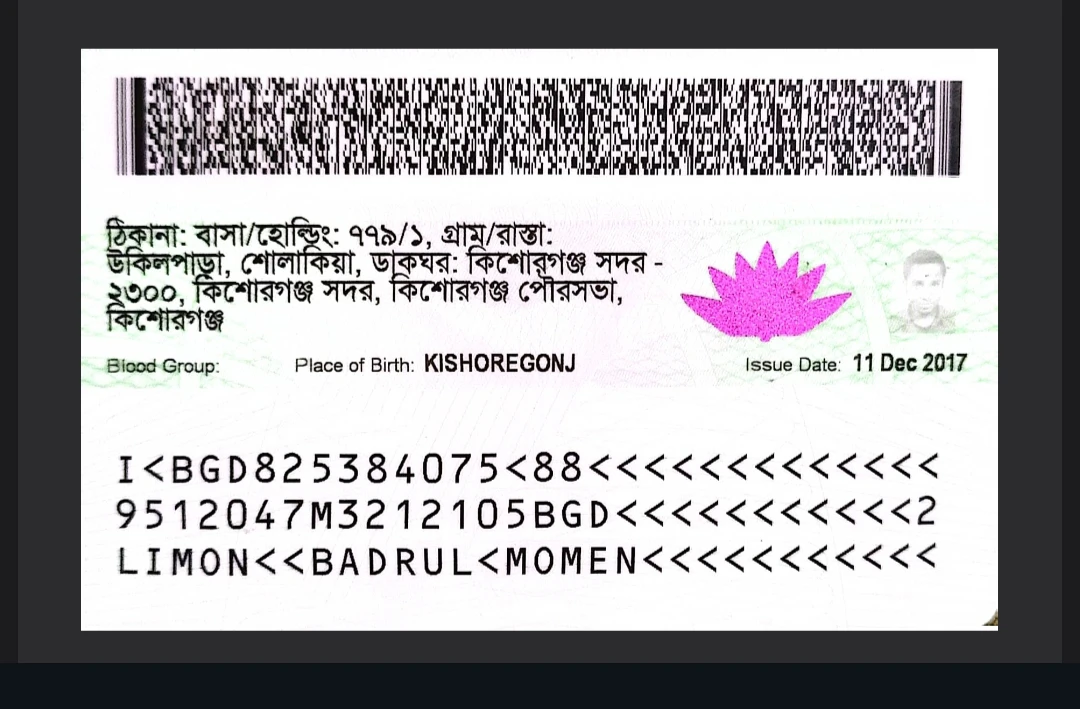 ঠিকানা: বাসা/হোল্ডিং: ৭৭৯/১, গ্রাম/রাস্তা:
উকিলপাড়া, শোলাকিয়া, ডাকঘর: কিশোরগঞ্জ সদর -
২৩০০, কিশোরগঞ্জ সদর, কিশোরগঞ্জ পৌরসভা,
কিশোরগঞ্জ
Blood Group: Place of Birth: KISHOREGONJ Issue Date: 11 Dec 2017
I<BGD825384075<88<<<<<<<<<<<<<
9512047M3212105BGD<<<<<<<<<<<2
LIMON<<BADRUL<MOMEN<<<<<<<<<<<